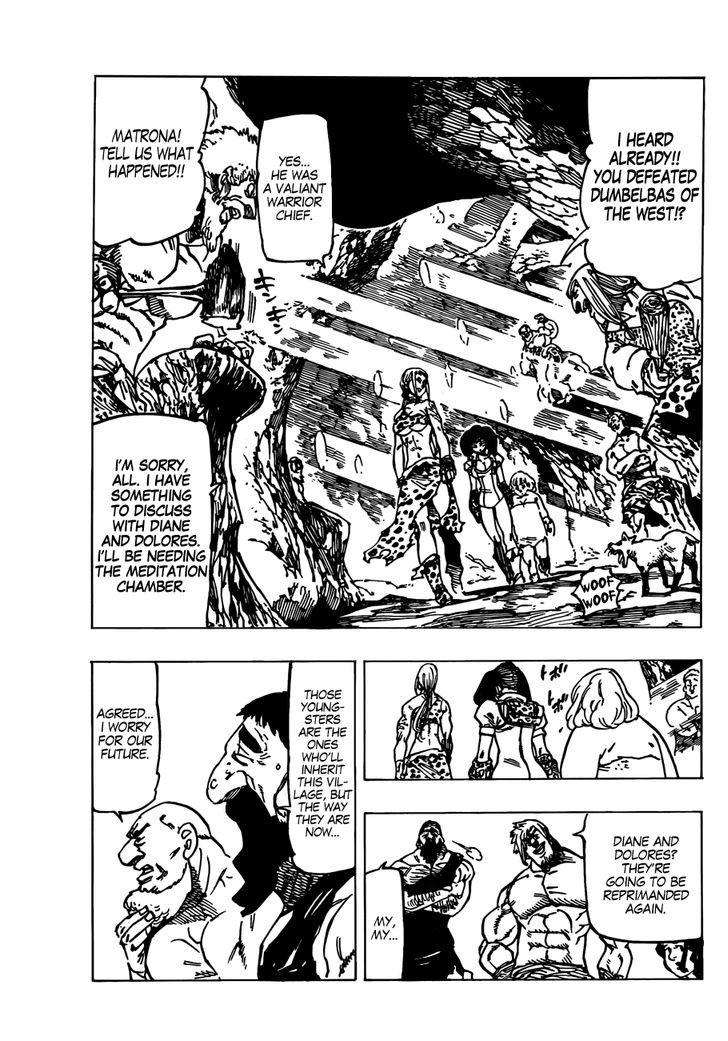 I HEARD
ALREADY!!
YOU DEFEATED
DUMBELBAS OF
THE WEST!?
YES...
HE WAS
A VALIANT
WARRIOR
CHIEF.
MATRONA!
TELL US WHAT
HAPPENED!!
I'M SORRY,
ALL. I HAVE
SOMETHING
TO DISCUSS
WITH DIANE
AND DOLORES.
I'LL BE NEEDING
THE MEDITATION
CHAMBER.
WOOF
WOOF
DIANE AND
DOLORES?
THEY'RE
GOING TO BE
REPRIMANDED
AGAIN.
MY,
MY...
THOSE
YOUNG-
STERS
ARE THE
ONES
WHO'LL
INHERIT
THIS VIL-
LAGE, BUT
THE WAY
THEY ARE
NOW...
AGREED...
I WORRY
FOR OUR
FUTURE.